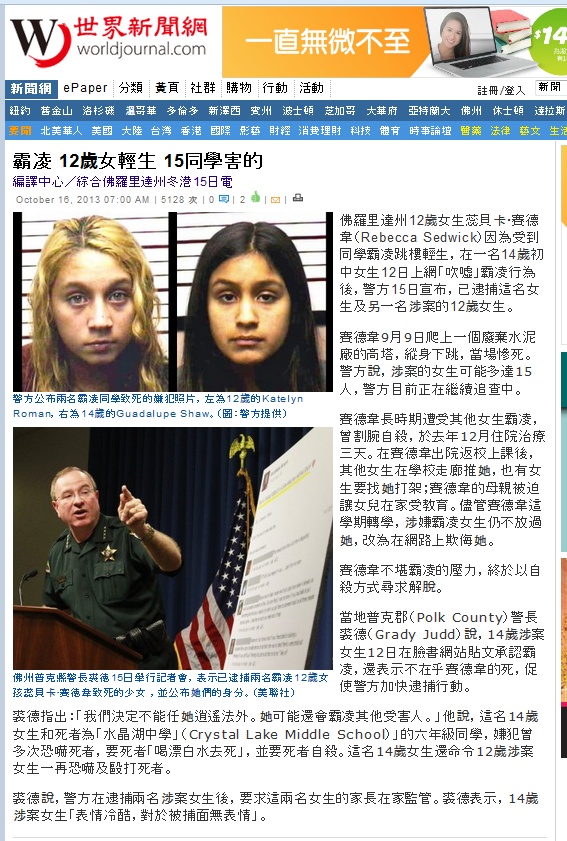 世界新聞網
worldjournal.com
一直無微不至
$14
新聞網 ePaper 分類 黃頁 社群 購物 行動 活動
註冊/登入 新聞
紐約 舊金山 洛杉磯 溫哥華 多倫多 新澤西 賓州 波士頓 芝加哥 大華府 亞特蘭大 佛州 休士頓 達拉斯
要聞 北美華人 美國 大陸 台灣 香港 國際 影藝 財經 消費理財 科技 體育 時事論壇 醫藥 法律 藝文 生活
霸凌 12歲女輕生 15同學害的
編譯中心／綜合佛羅里達州冬港15日電
October 16, 2013 07:00 AM | 5128 次 | 0 | 2 | |
佛羅里達州12歲女生蕊貝卡‧賽德
韋(Rebecca Sedwick)因為受到
同學霸凌跳樓輕生，在一名14歲初
中女生12日上網「吹噓」霸凌行為
後，警方15日宣布，已逮捕這名女
生及另一名涉案的12歲女生。
賽德韋9月9日爬上一個廢棄水泥
廠的高塔，縱身下跳，當場慘死。
警方說，涉案的女生可能多達15
人，警方目前正在繼續追查中。
警方公布兩名霸凌同學致死的嫌犯照片，左為12歲的Katelyn
Roman，右為14歲的Guadalupe Shaw。(圖：警方提供)
賽德韋長時期遭受其他女生霸凌，
曾割腕自殺，於去年12月住院治療
三天。在賽德韋出院返校上課後，
其他女生在學校走廊推她，也有女
生要找她打架；賽德韋的母親被迫
讓女兒在家受教育。儘管賽德韋這
學期轉學，涉嫌霸凌女生仍不放過
她，改為在網路上欺侮她。
賽德韋不堪霸凌的壓力，終於以自
殺方式尋求解脫。
當地普克郡(Polk County)警長
裘德(Grady Judd)說，14歲涉案
女生12日在臉書網站貼文承認霸
凌，還表示不在乎賽德韋的死，促
使警方加快逮捕行動。
佛州普克縣警長裘德15日舉行記者會，表示已逮捕兩名霸凌12歲女
孩蕊貝卡‧賽德韋致死的少女，並公布她們的身分。(美聯社)
裘德指出：「我們決定不能任她逍遙法外。她可能還會霸凌其他受害人。」他說，這名14歲
女生和死者為「水晶湖中學」(Crystal Lake Middle School)」的六年級同學，嫌犯曾
多次恐嚇死者，要死者「喝漂白水去死」，並要死者自殺。這名14歲女生還命令12歲涉案
女生一再恐嚇及毆打死者。
裘德說，警方在逮捕兩名涉案女生後，要求這兩名女生的家長在家監管。裘德表示，14歲
涉案女生「表情冷酷，對於被捕面無表情」。